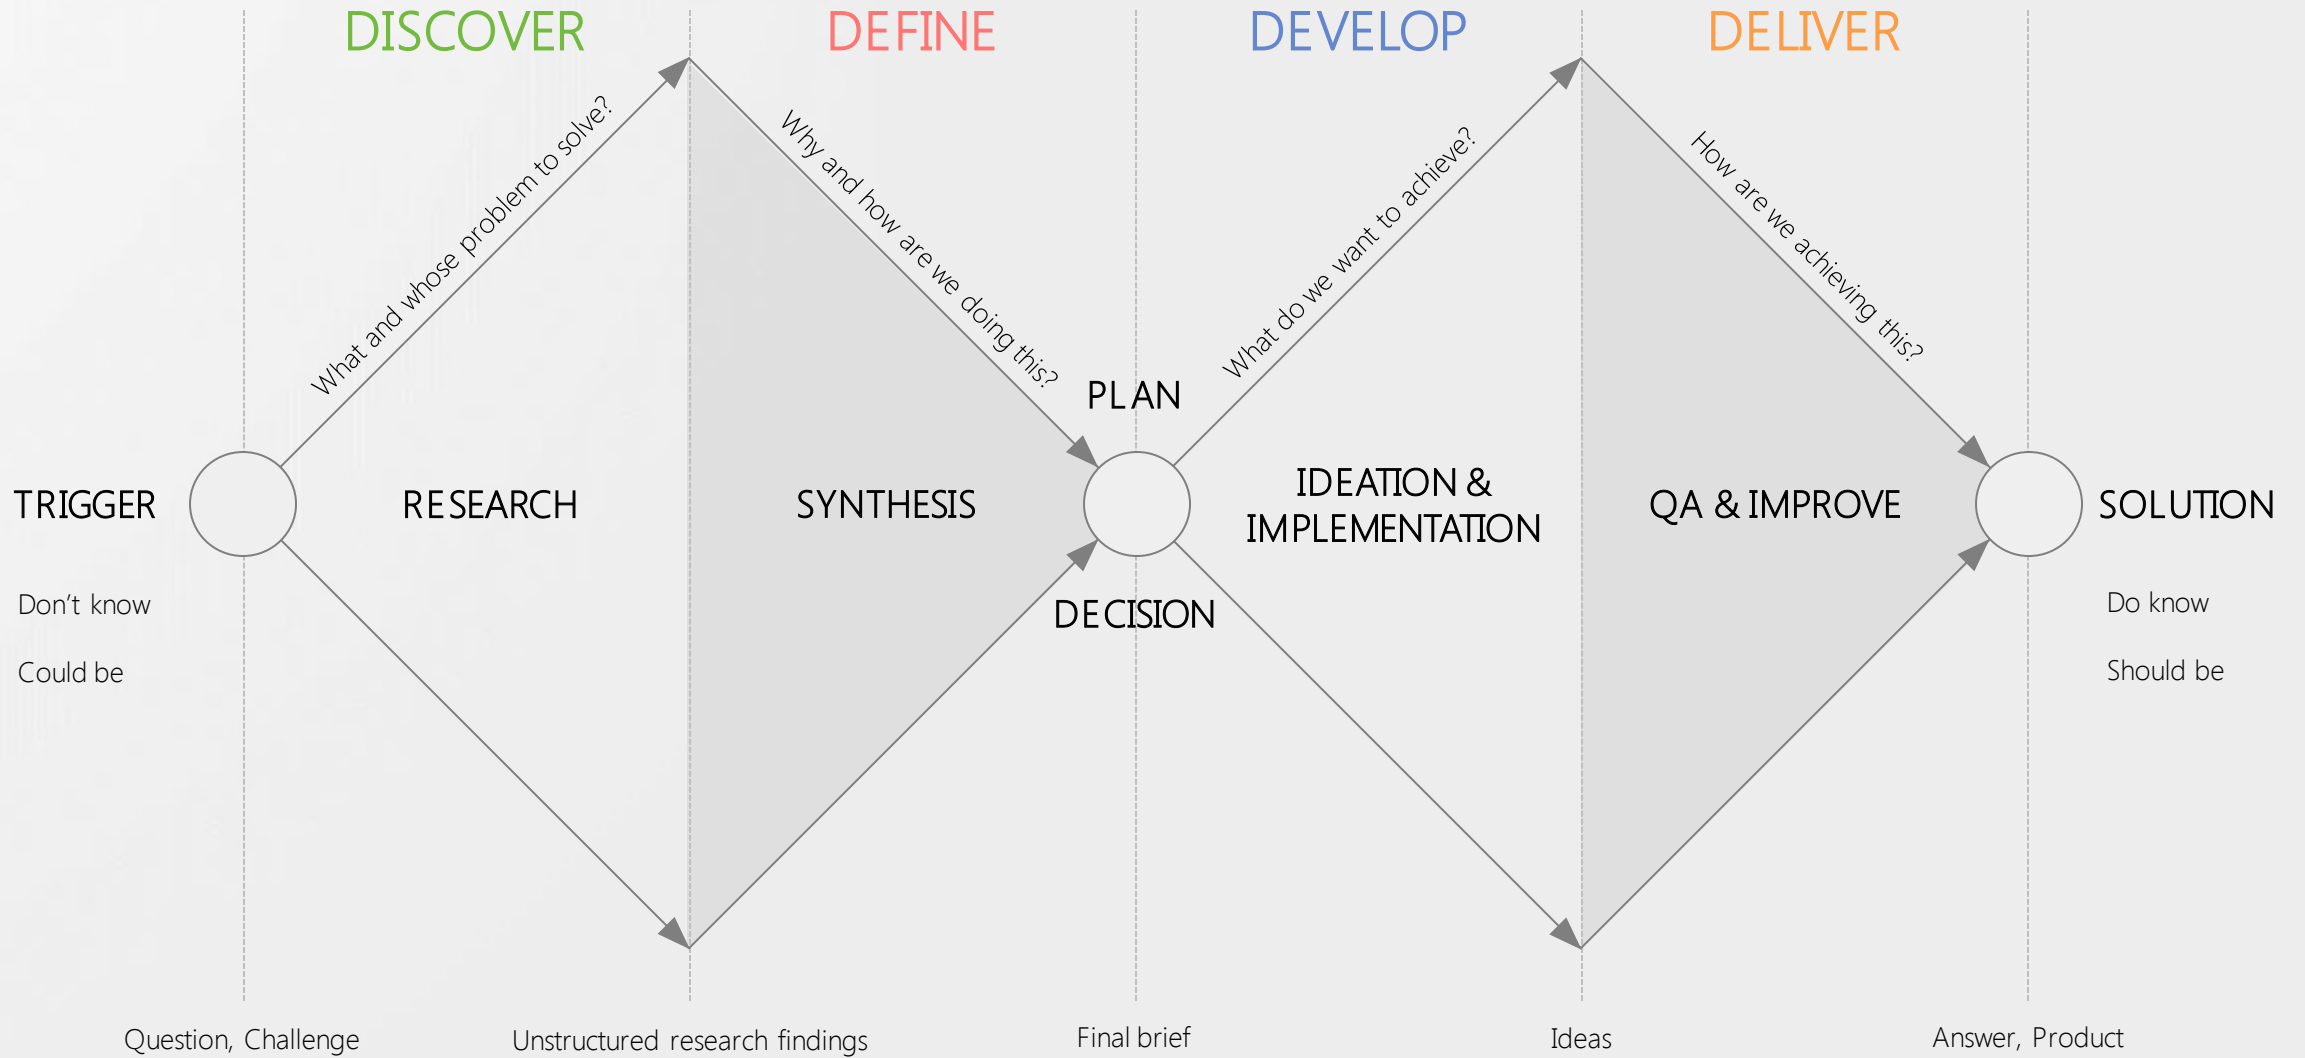 DISCOVER
DEFINE
DEVELOP
DELIVER
What and whose problem to solve?
Why and how are we doing this?
What do we want to achieve?
How are we achieving this?
PLAN
TRIGGER
RESEARCH
SYNTHESIS
IDEATION &
IMPLEMENTATION
QA & IMPROVE
SOLUTION
DECISION
Don’t know
Could be
Do know
Should be
Question, Challenge
Unstructured research findings
Final brief
Ideas
Answer, Product